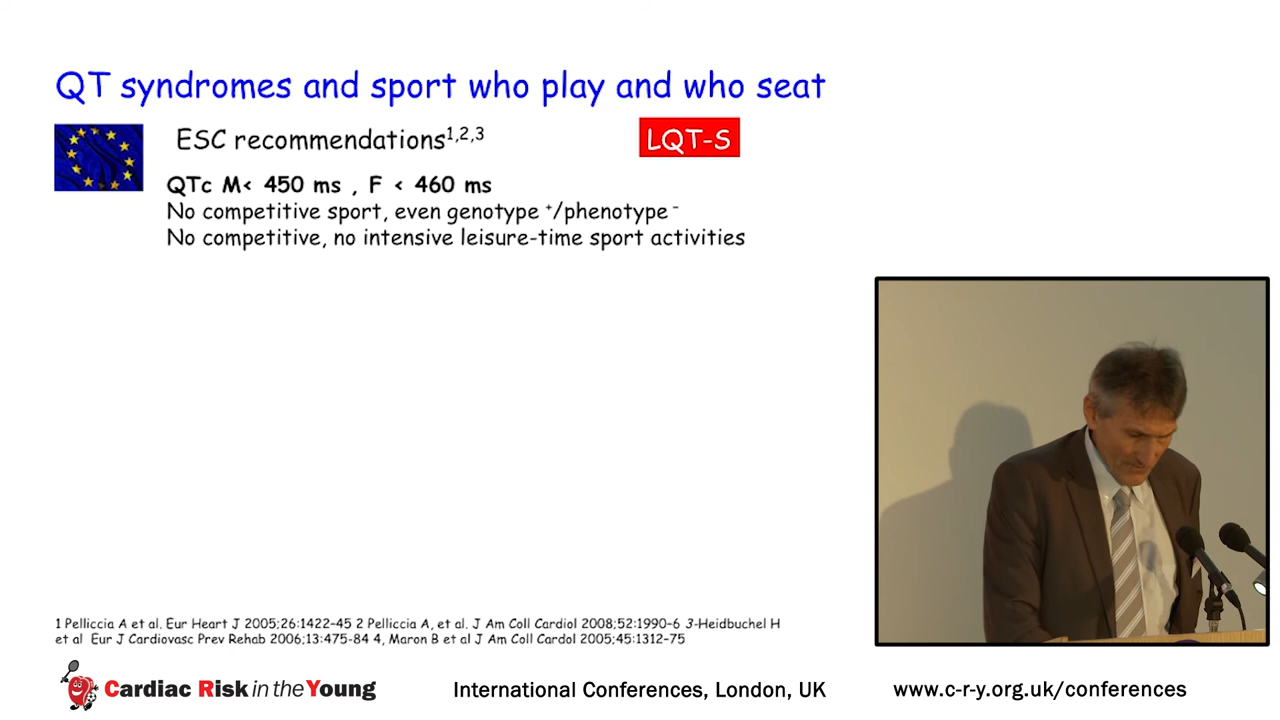 QT syndromes and sport who play and who seat
ESC recommendations1,2,3
LQT-S
QTc M< 450 ms , F < 460 ms
No competitive sport, even genotype +/phenotype -
No competitive, no intensive leisure-time sport activities
1 Pelliccia A et al. Eur Heart J 2005;26:1422-45 2 Pelliccia A, et al. J Am Coll Cardiol 2008;52:1990-6 3-Heidbuchel H
et al Eur J Cardiovasc Prev Rehab 2006;13:475-84 4, Maron B et al J Am Coll Cardol 2005;45:1312-75
Cardiac Risk in the Young
International Conferences, London, UK
www.c-r-y.org.uk/conferences